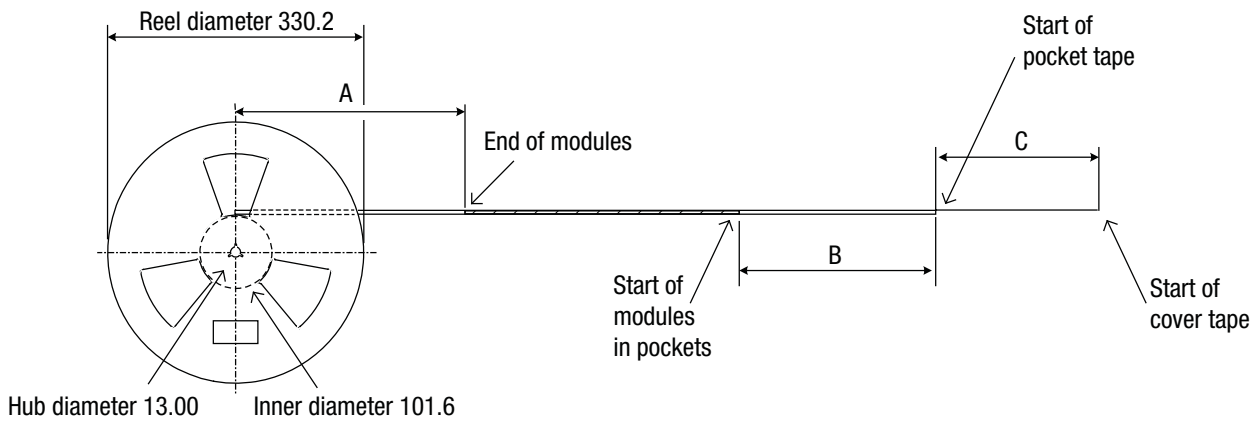 Reel diameter 330.2
Start of
pocket tape
A
End of modules
C
B
Start of
modules
in pockets
Start of
cover tape
Hub diameter 13.00
Inner diameter 101.6